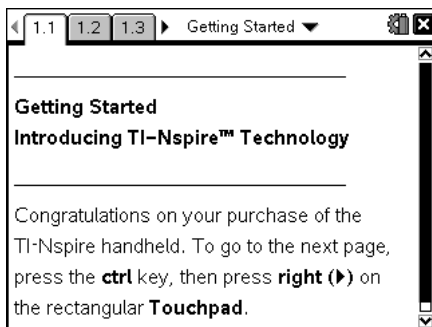 1.1 1.2 1.3 Getting Started
Getting Started
Introducing TI-Nspire™ Technology
Congratulations on your purchase of the
TI-Nspire handheld. To go to the next page,
press the ctrl key, then press right (▶) on
the rectangular Touchpad.